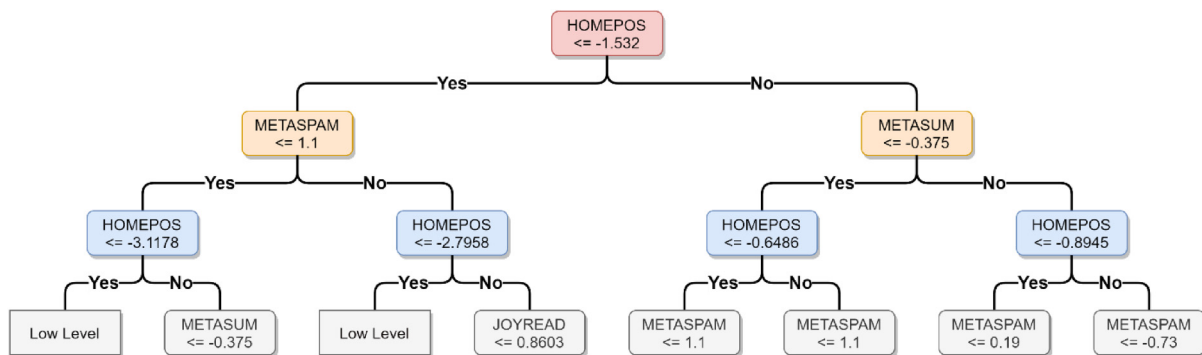 HOMEPOS
<= -1.532
Yes
No
METASPAM
<= 1.1
METASUM
<= -0.375
Yes
No
Yes
No
HOMEPOS
<= -3.1178
HOMEPOS
<= -2.7958
HOMEPOS
<= -0.6486
HOMEPOS
<= -0.8945
Yes
No
Yes
No
Yes
No
Yes
No
Low Level
METASUM
<= -0.375
Low Level
JOYREAD
<= 0.8603
METASPAM
<= 1.1
METASPAM
<= 1.1
METASPAM
<= 0.19
METASPAM
<= -0.73